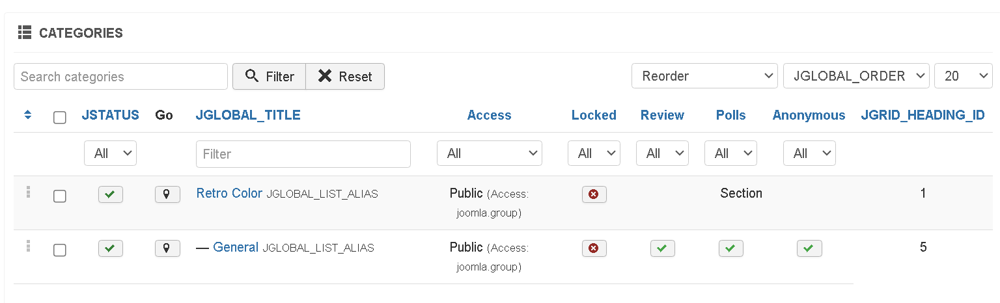 CATEGORIES
Search categories Filter Reset Reorder JGLOBAL_ORDER 20
JSTATUS Go JGLOBAL_TITLE Access Locked Review Polls Anonymous JGRID_HEADING_ID
All Filter All All All All All
Retro Color JGLOBAL_LIST_ALIAS Public (Access: Section 1
joomla.group)
— General JGLOBAL_LIST_ALIAS Public (Access: 5
joomla.group)